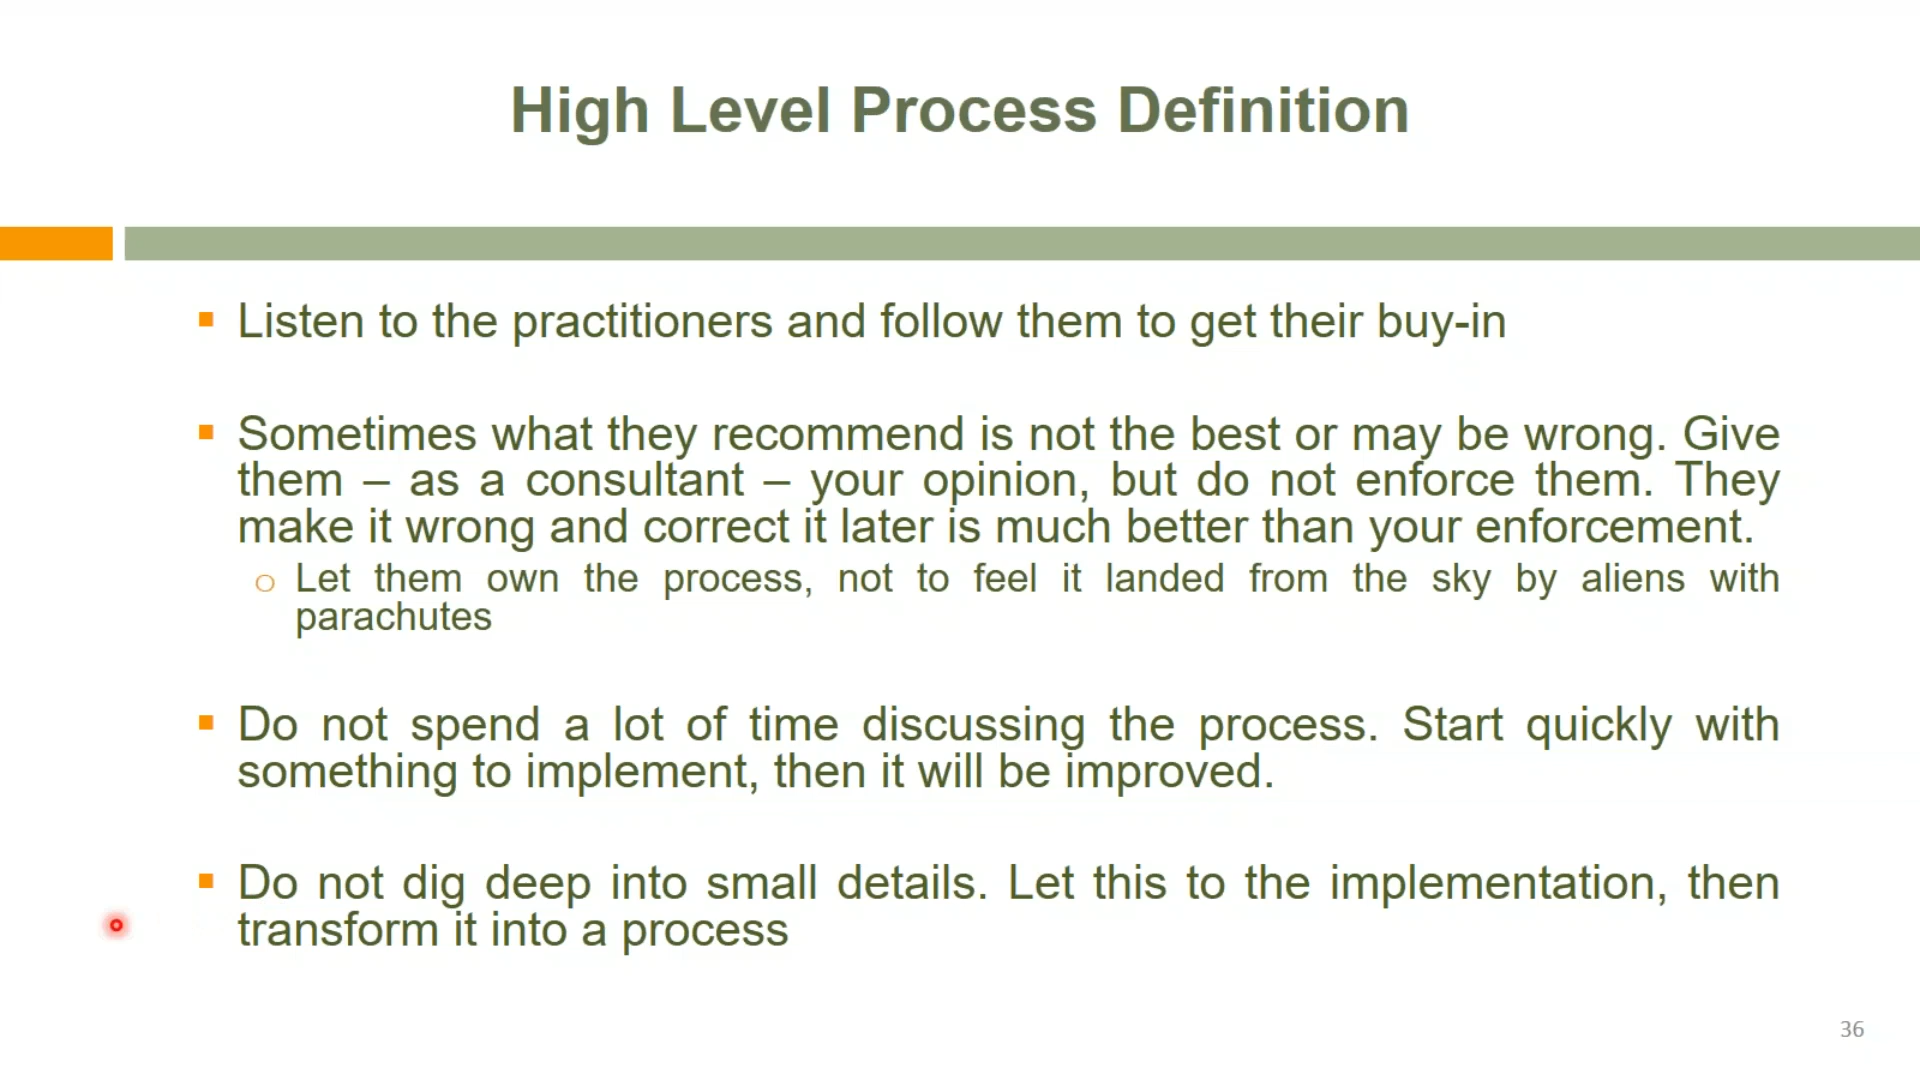 High Level Process Definition
Listen to the practitioners and follow them to get their buy-in
Sometimes what they recommend is not the best or may be wrong. Give
them – as a consultant – your opinion, but do not enforce them. They
make it wrong and correct it later is much better than your enforcement.
Let them own the process, not to feel it landed from the sky by aliens with
parachutes
Do not spend a lot of time discussing the process. Start quickly with
something to implement, then it will be improved.
Do not dig deep into small details. Let this to the implementation, then
transform it into a process
36